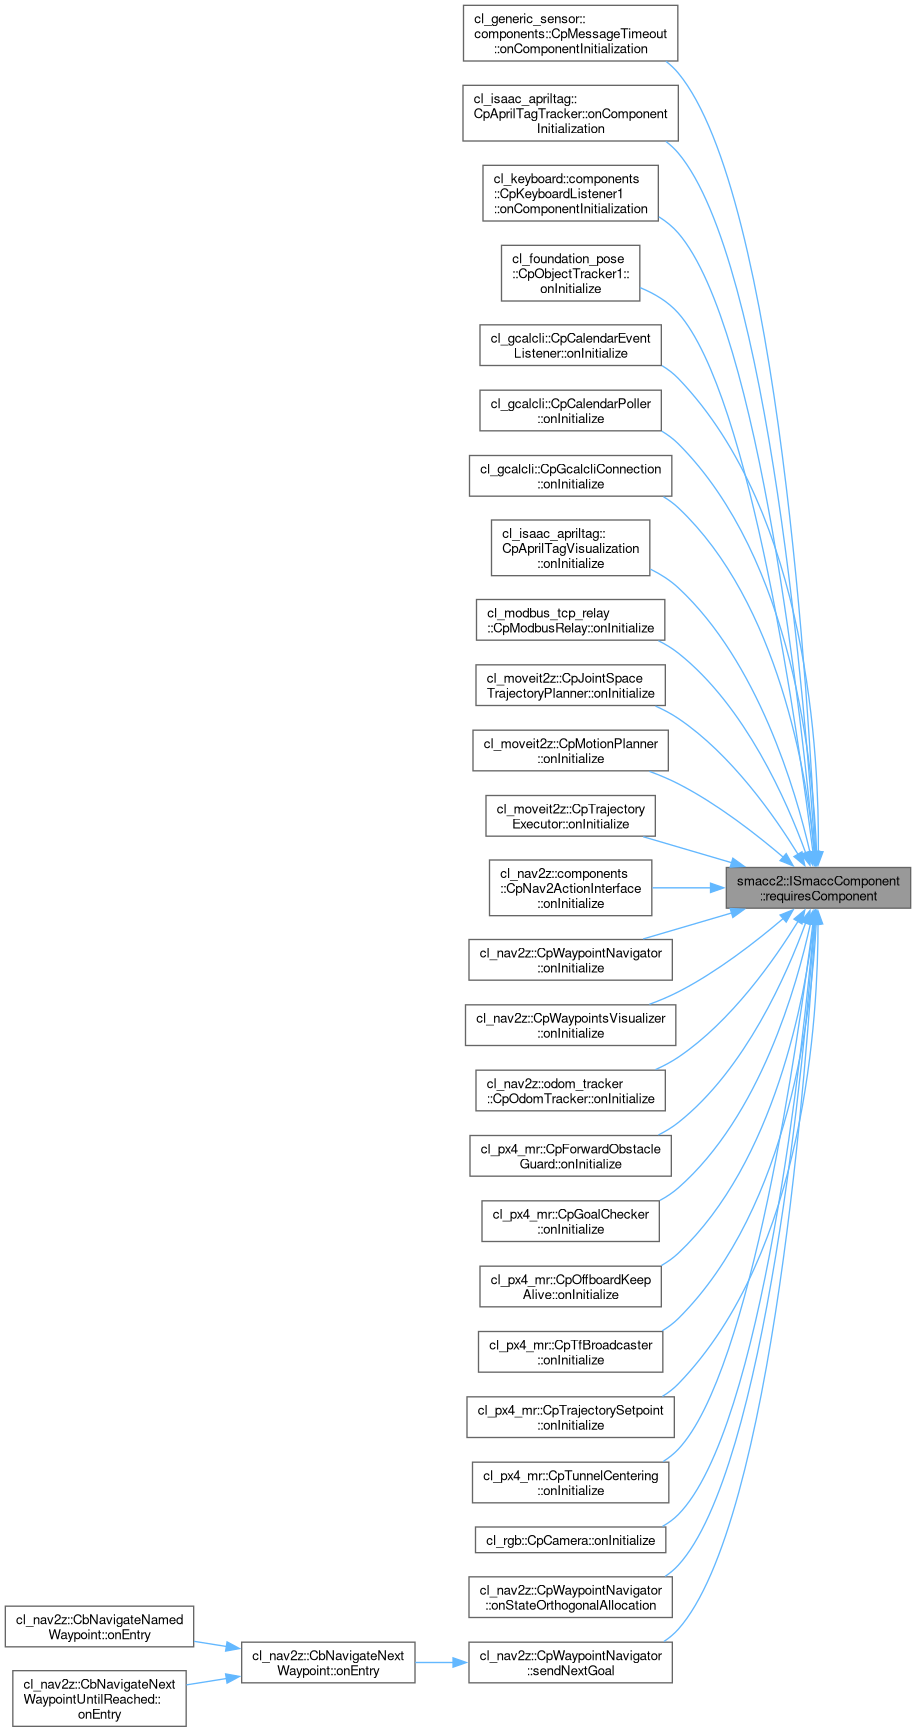 cl_generic_sensor::
components::CpMessageTimeout
::onComponentInitialization
cl_isaac_apriltag::
CpAprilTagTracker::onComponent
Initialization
cl_keyboard::components
::CpKeyboardListener1
::onComponentInitialization
cl_foundation_pose
::CpObjectTracker1::
onInitialize
cl_gcalcli::CpCalendarEvent
Listener::onInitialize
cl_gcalcli::CpCalendarPoller
::onInitialize
cl_gcalcli::CpGcalcliConnection
::onInitialize
cl_isaac_apriltag::
CpAprilTagVisualization
::onInitialize
cl_modbus_tcp_relay
::CpModbusRelay::onInitialize
cl_moveit2z::CpJointSpace
TrajectoryPlanner::onInitialize
cl_moveit2z::CpMotionPlanner
::onInitialize
cl_moveit2z::CpTrajectory
Executor::onInitialize
cl_nav2z::components
::CpNav2ActionInterface
::onInitialize
smacc2::ISmaccComponent
::requiresComponent
cl_nav2z::CpWaypointNavigator
::onInitialize
cl_nav2z::CpWaypointsVisualizer
::onInitialize
cl_nav2z::odom_tracker
::CpOdomTracker::onInitialize
cl_px4_mr::CpForwardObstacle
Guard::onInitialize
cl_px4_mr::CpGoalChecker
::onInitialize
cl_px4_mr::CpOffboardKeep
Alive::onInitialize
cl_px4_mr::CpTfBroadcaster
::onInitialize
cl_px4_mr::CpTrajectorySetpoint
::onInitialize
cl_px4_mr::CpTunnelCentering
::onInitialize
cl_rgb::CpCamera::onInitialize
cl_nav2z::CpWaypointNavigator
::onStateOrthogonalAllocation
cl_nav2z::CpWaypointNavigator
::sendNextGoal
cl_nav2z::CbNavigateNext
Waypoint::onEntry
cl_nav2z::CbNavigateNamed
Waypoint::onEntry
cl_nav2z::CbNavigateNext
WaypointUntilReached::
onEntry